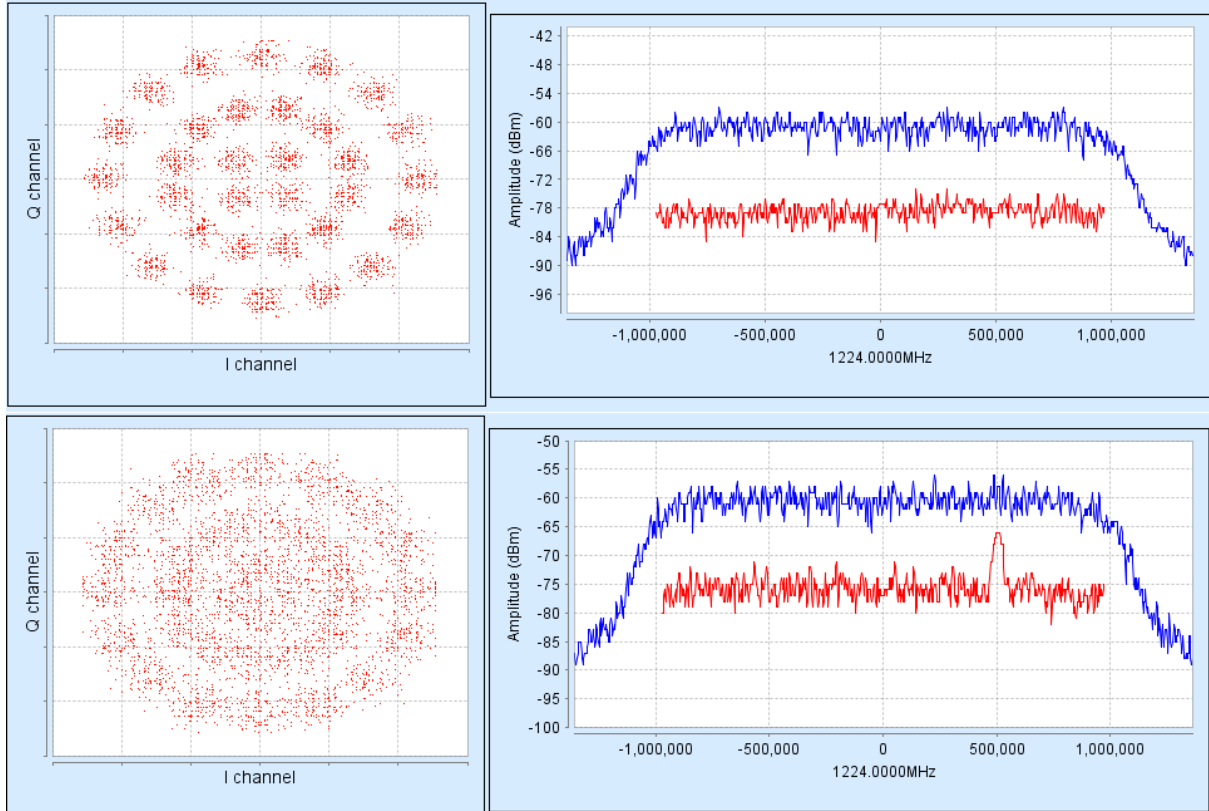 Q channel
I channel
Amplitude (dBm)
-42
-48
-54
-60
-66
-72
-78
-84
-90
-96
-1,000,000 -500,000 0 500,000 1,000,000
1224.0000MHz
Q channel
I channel
Amplitude (dBm)
-50
-55
-60
-65
-70
-75
-80
-85
-90
-95
-100
-1,000,000 -500,000 0 500,000 1,000,000
1224.0000MHz